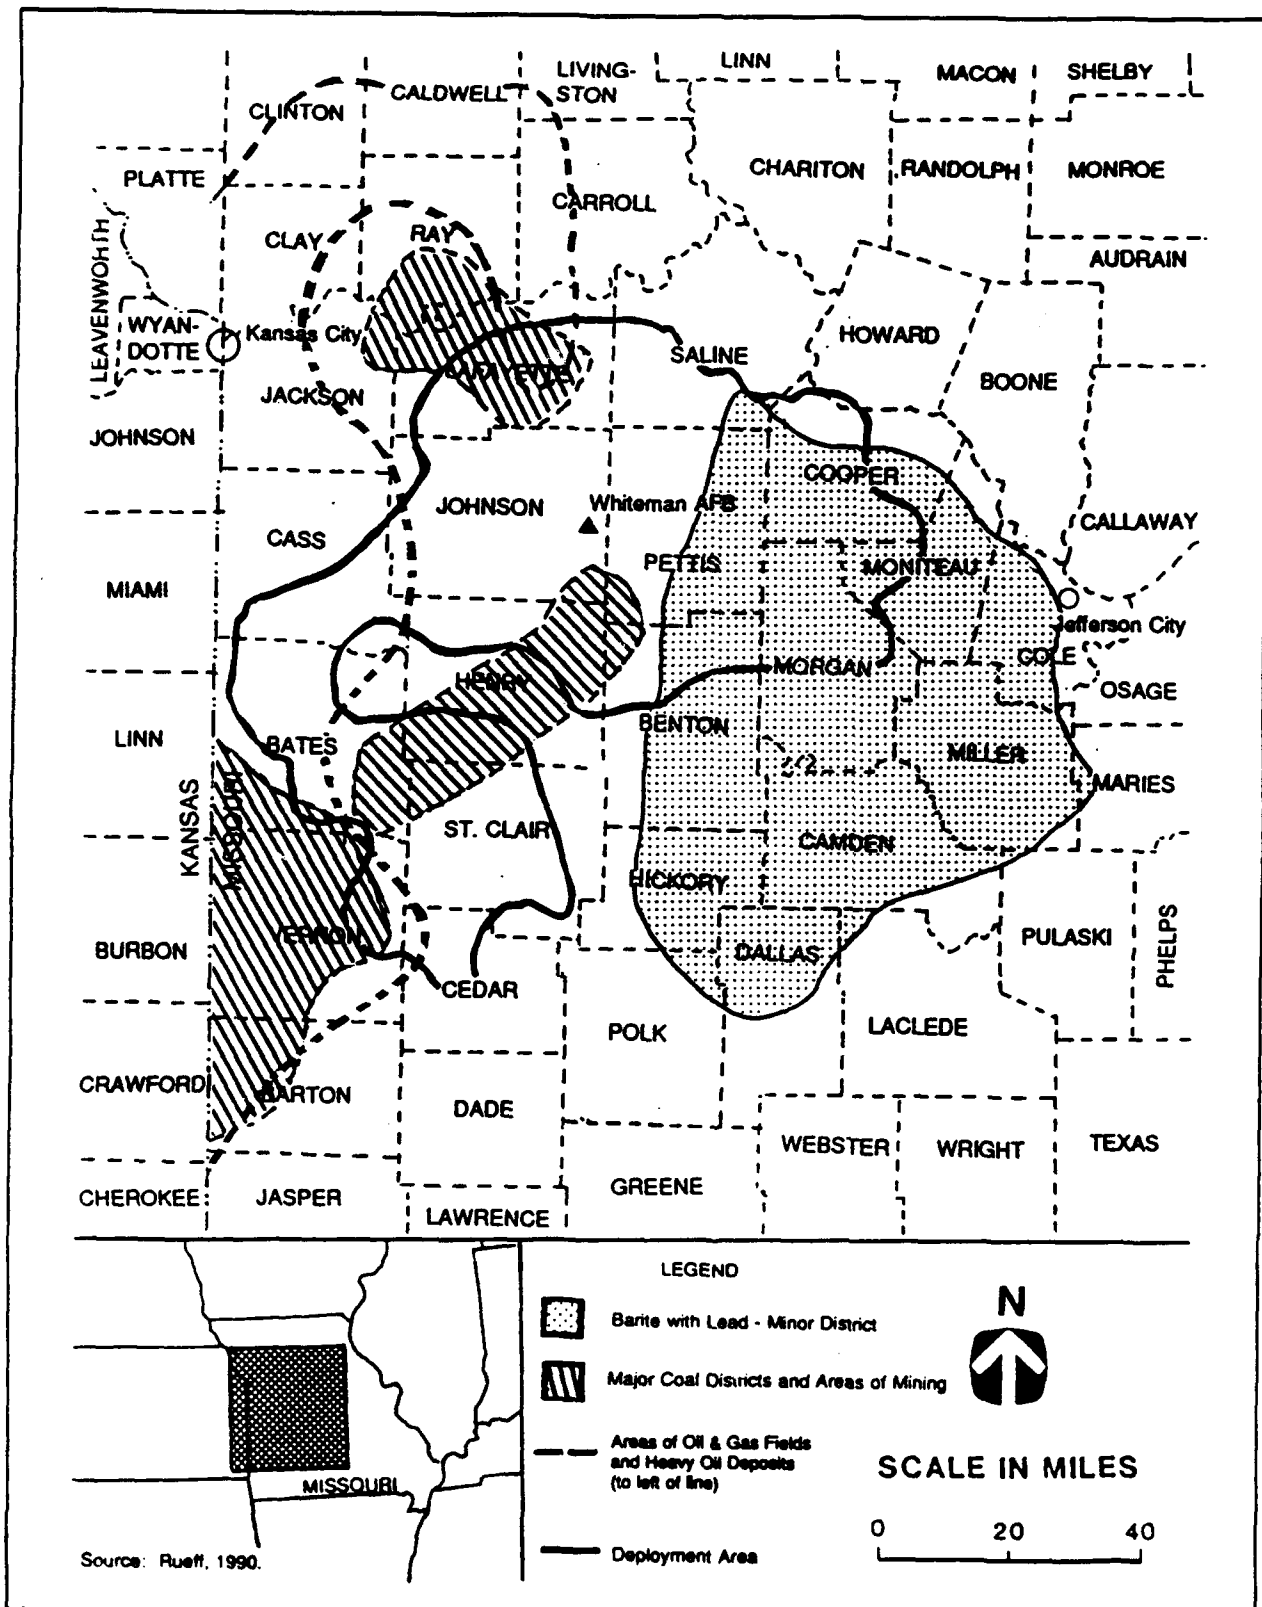 LINN
LIVING-
STON
MACON
SHELBY
CLINTON
CALDWELL
CHARITON
RANDOLPH
MONROE
PLATTE
CARROLL
LEAVENWOHTH
CLAY
RAY
AUDRAIN
WYAN-
DOTTE
Kansas City
HOWARD
SALINE
LAFAYETTE
BOONE
JACKSON
JOHNSON
COOPER
JOHNSON
Whiteman AFB
CALLAWAY
CASS
PETTIS
MONITEAU
MIAMI
Jefferson City
COLE
HENRY
MORGAN
OSAGE
BENTON
LINN
BATES
MILLER
MARIES
KANSAS
MISSOURI
ST. CLAIR
CAMDEN
HICKORY
VERNON
PULASKI
PHELPS
BURBON
DALLAS
CEDAR
POLK
LACLEDE
CRAWFORD
BARTON
DADE
WEBSTER
WRIGHT
TEXAS
CHEROKEE
JASPER
GREENE
LAWRENCE
LEGEND
Barite with Lead - Minor District
Major Coal Districts and Areas of Mining
Areas of Oil & Gas Fields
and Heavy Oil Deposits
(to left of line)
Deployment Area
N
SCALE IN MILES
0 20 40
MISSOURI
Source: Rueff, 1990.